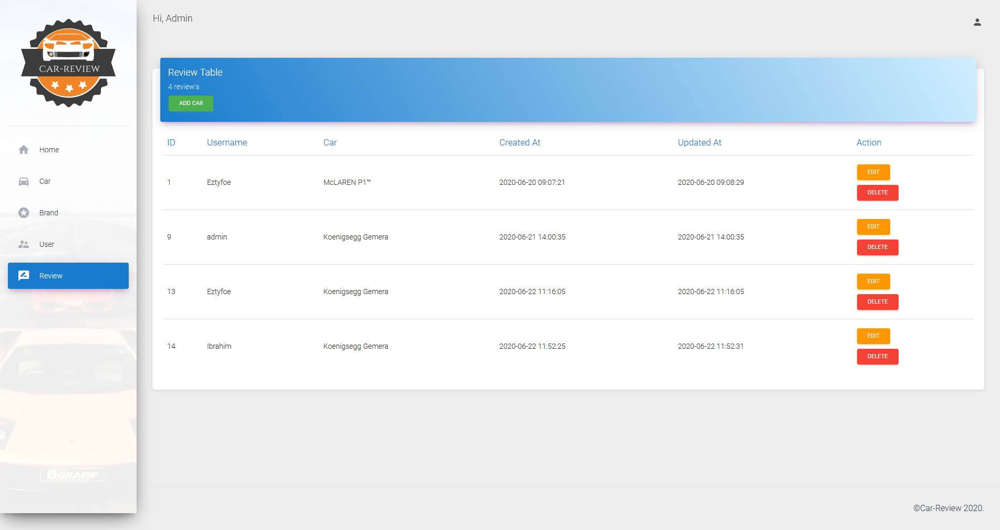 CAR-REVIEW
Home
Car
Brand
User
Review
6GEAR
EXPERIENCE
Hi, Admin
Review Table
4 review's
ADD CAR
ID Username Car Created At Updated At Action
1 Eztyfoe McLAREN P1™ 2020-06-20 09:07:21 2020-06-20 09:08:29 EDIT
DELETE
9 admin Koenigsegg Gemera 2020-06-21 14:00:35 2020-06-21 14:00:35 EDIT
DELETE
13 Eztyfoe Koenigsegg Gemera 2020-06-22 11:16:05 2020-06-22 11:16:05 EDIT
DELETE
14 Ibrahim Koenigsegg Gemera 2020-06-22 11:52:25 2020-06-22 11:52:31 EDIT
DELETE
©Car-Review 2020.